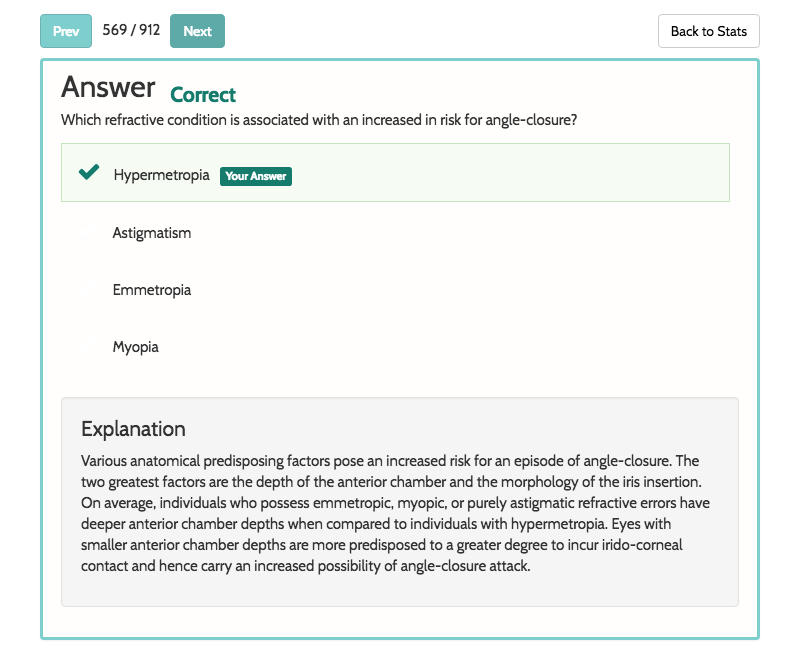 Prev 569 / 912 Next Back to Stats
Answer Correct
Which refractive condition is associated with an increased in risk for angle-closure?
Hypermetropia Your Answer
Astigmatism
Emmetropia
Myopia
Explanation
Various anatomical predisposing factors pose an increased risk for an episode of angle-closure. The
two greatest factors are the depth of the anterior chamber and the morphology of the iris insertion.
On average, individuals who possess emmetropic, myopic, or purely astigmatic refractive errors have
deeper anterior chamber depths when compared to individuals with hypermetropia. Eyes with
smaller anterior chamber depths are more predisposed to a greater degree to incur irido-corneal
contact and hence carry an increased possibility of angle-closure attack.